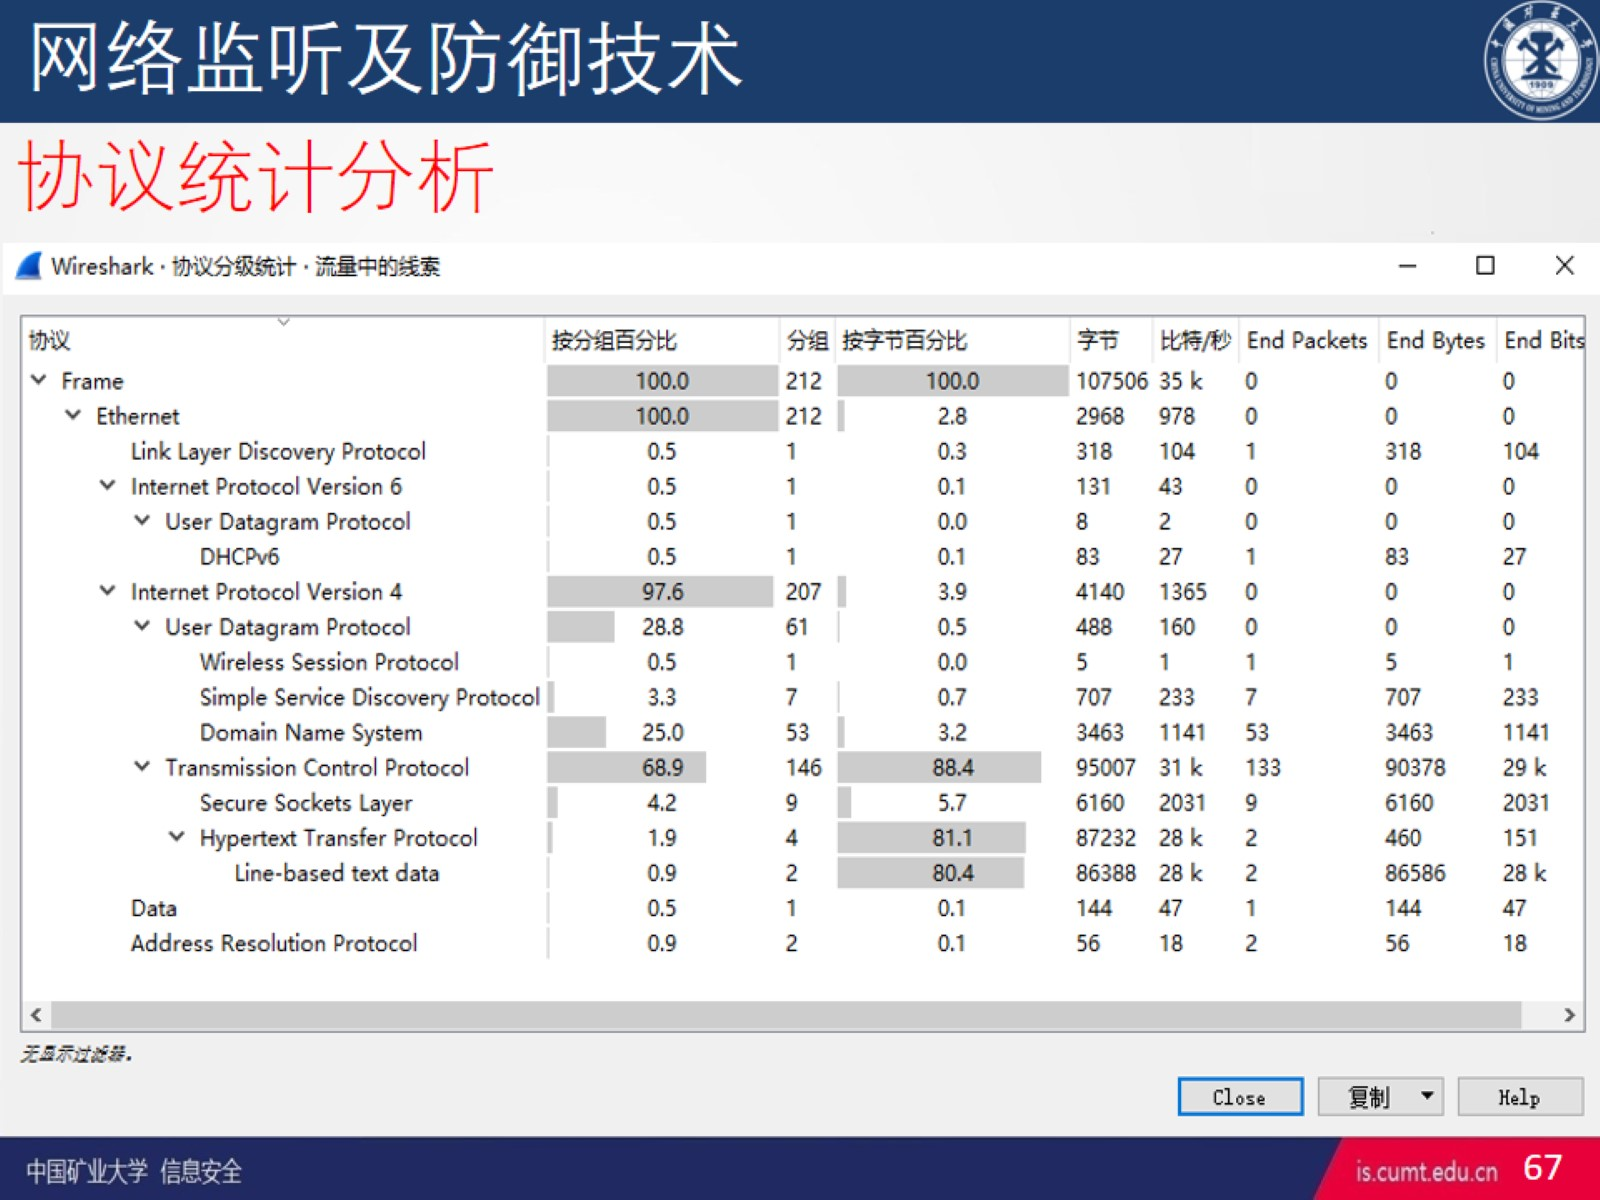 网络监听及防御技术
协议统计分析
Wireshark · 协议分级统计 · 流量中的线索
协议 按分组百分比 分组 按字节百分比 字节 比特/秒 End Packets End Bytes End Bits
Frame 100.0 212 100.0 107506 35 k 0 0 0
Ethernet 100.0 212 2.8 2968 978 0 0 0
Link Layer Discovery Protocol 0.5 1 0.3 318 104 1 318 104
Internet Protocol Version 6 0.5 1 0.1 131 43 0 0 0
User Datagram Protocol 0.5 1 0.0 8 2 0 0 0
DHCPv6 0.5 1 0.1 83 27 1 83 27
Internet Protocol Version 4 97.6 207 3.9 4140 1365 0 0 0
User Datagram Protocol 28.8 61 0.5 488 160 0 0 0
Wireless Session Protocol 0.5 1 0.0 5 1 1 5 1
Simple Service Discovery Protocol 3.3 7 0.7 707 233 7 707 233
Domain Name System 25.0 53 3.2 3463 1141 53 3463 1141
Transmission Control Protocol 68.9 146 88.4 95007 31 k 133 90378 29 k
Secure Sockets Layer 4.2 9 5.7 6160 2031 9 6160 2031
Hypertext Transfer Protocol 1.9 4 81.1 87232 28 k 2 460 151
Line-based text data 0.9 2 80.4 86388 28 k 2 86586 28 k
Data 0.5 1 0.1 144 47 1 144 47
Address Resolution Protocol 0.9 2 0.1 56 18 2 56 18
无显示过滤器。
Close 复制 Help
中国矿业大学 信息安全
is.cumt.edu.cn 67
1909
CHINA UNIVERSITY OF MINING AND TECHNOLOGY